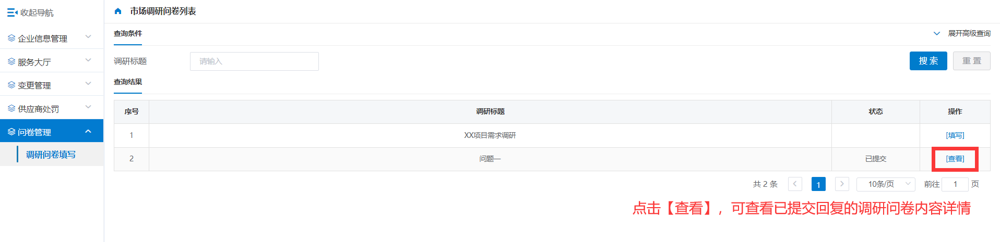 收起导航
企业信息管理
服务大厅
变更管理
供应商处罚
问卷管理
调研问卷填写
市场调研问卷列表
查询条件
展开高级查询
调研标题 请输入 搜 索 重 置
查询结果
序号 调研标题 状态 操作
1 XX项目需求调研 [填写]
2 问题一 已提交 [查看]
共 2 条 1 10条/页 前往 1 页
点击【查看】，可查看已提交回复的调研问卷内容详情